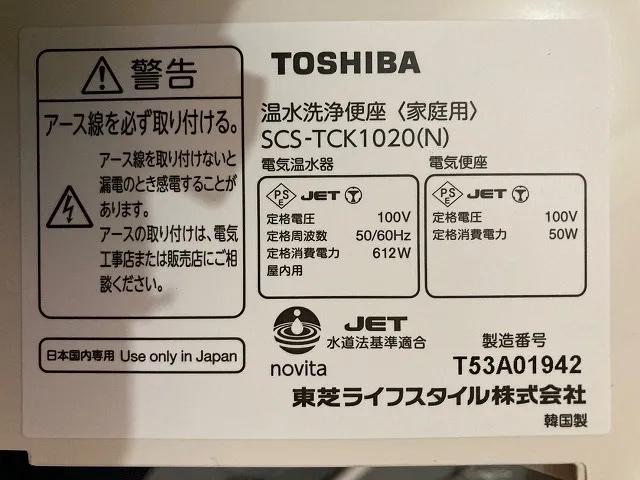 警告
アース線を必ず取り付ける。
アース線を取り付けないと
漏電のとき感電することが
あります。
アースの取り付けは、電気
工事店または販売店にご相
談ください。
日本国内専用 Use only in Japan
TOSHIBA
温水洗浄便座〈家庭用〉
SCS-TCK1020(N)
電気温水器
PSE JET
定格電圧 100V
定格周波数 50/60Hz
定格消費電力 612W
屋内用
電気便座
PSE JET
定格電圧 100V
定格消費電力 50W
novita
JET
水道法基準適合
製造番号
T53A01942
東芝ライフスタイル株式会社
韓国製